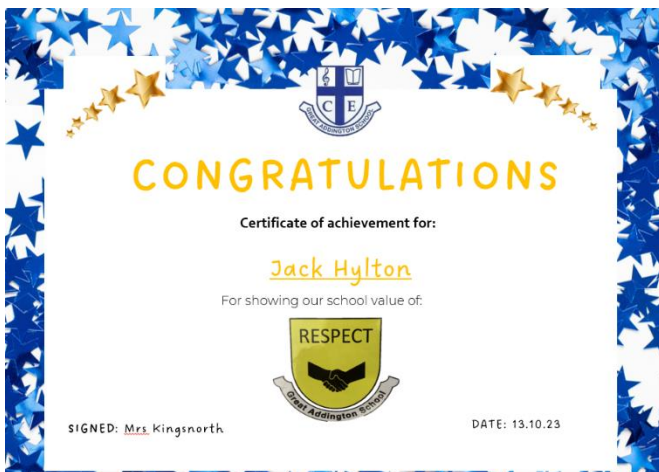 C E
GREAT ADDINGTON SCHOOL
CONGRATULATIONS
Certificate of achievement for:
Jack Hylton
For showing our school value of:
RESPECT
Great Addington School
SIGNED: Mrs Kingsnorth
DATE: 13.10.23